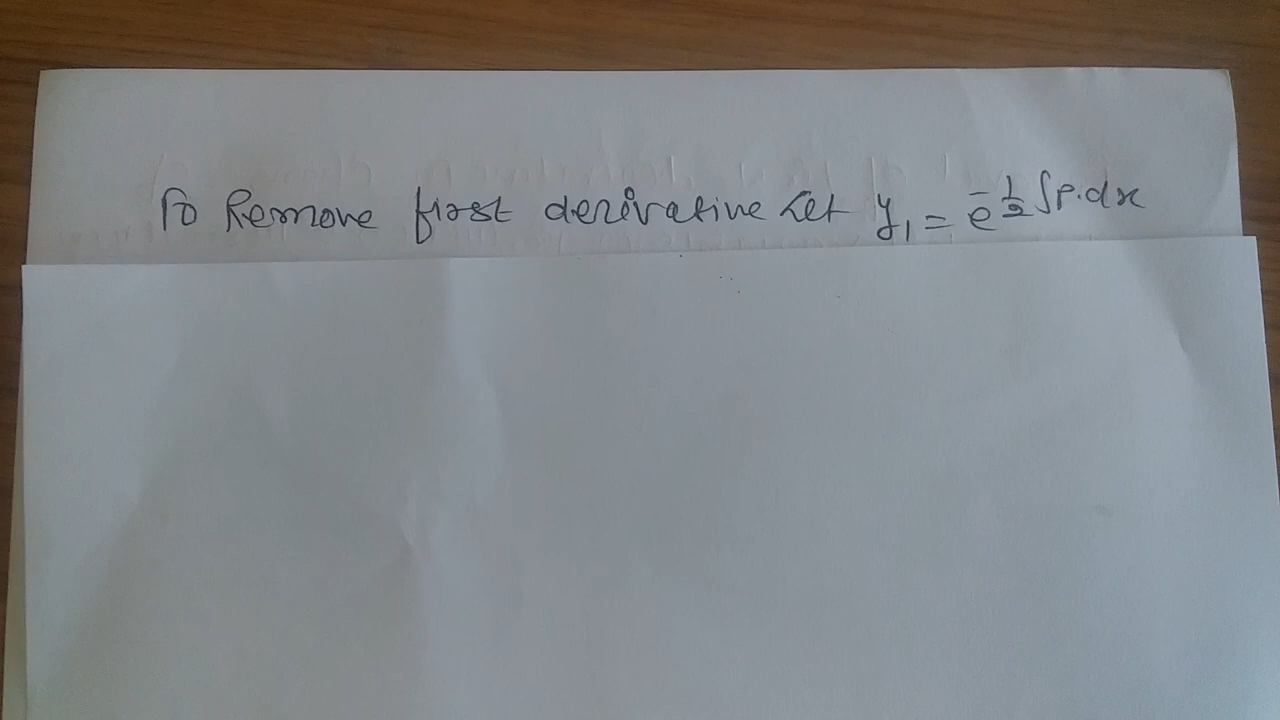 To Remove first derivative Let y₁ = e^{-1/2 ∫P.dx}